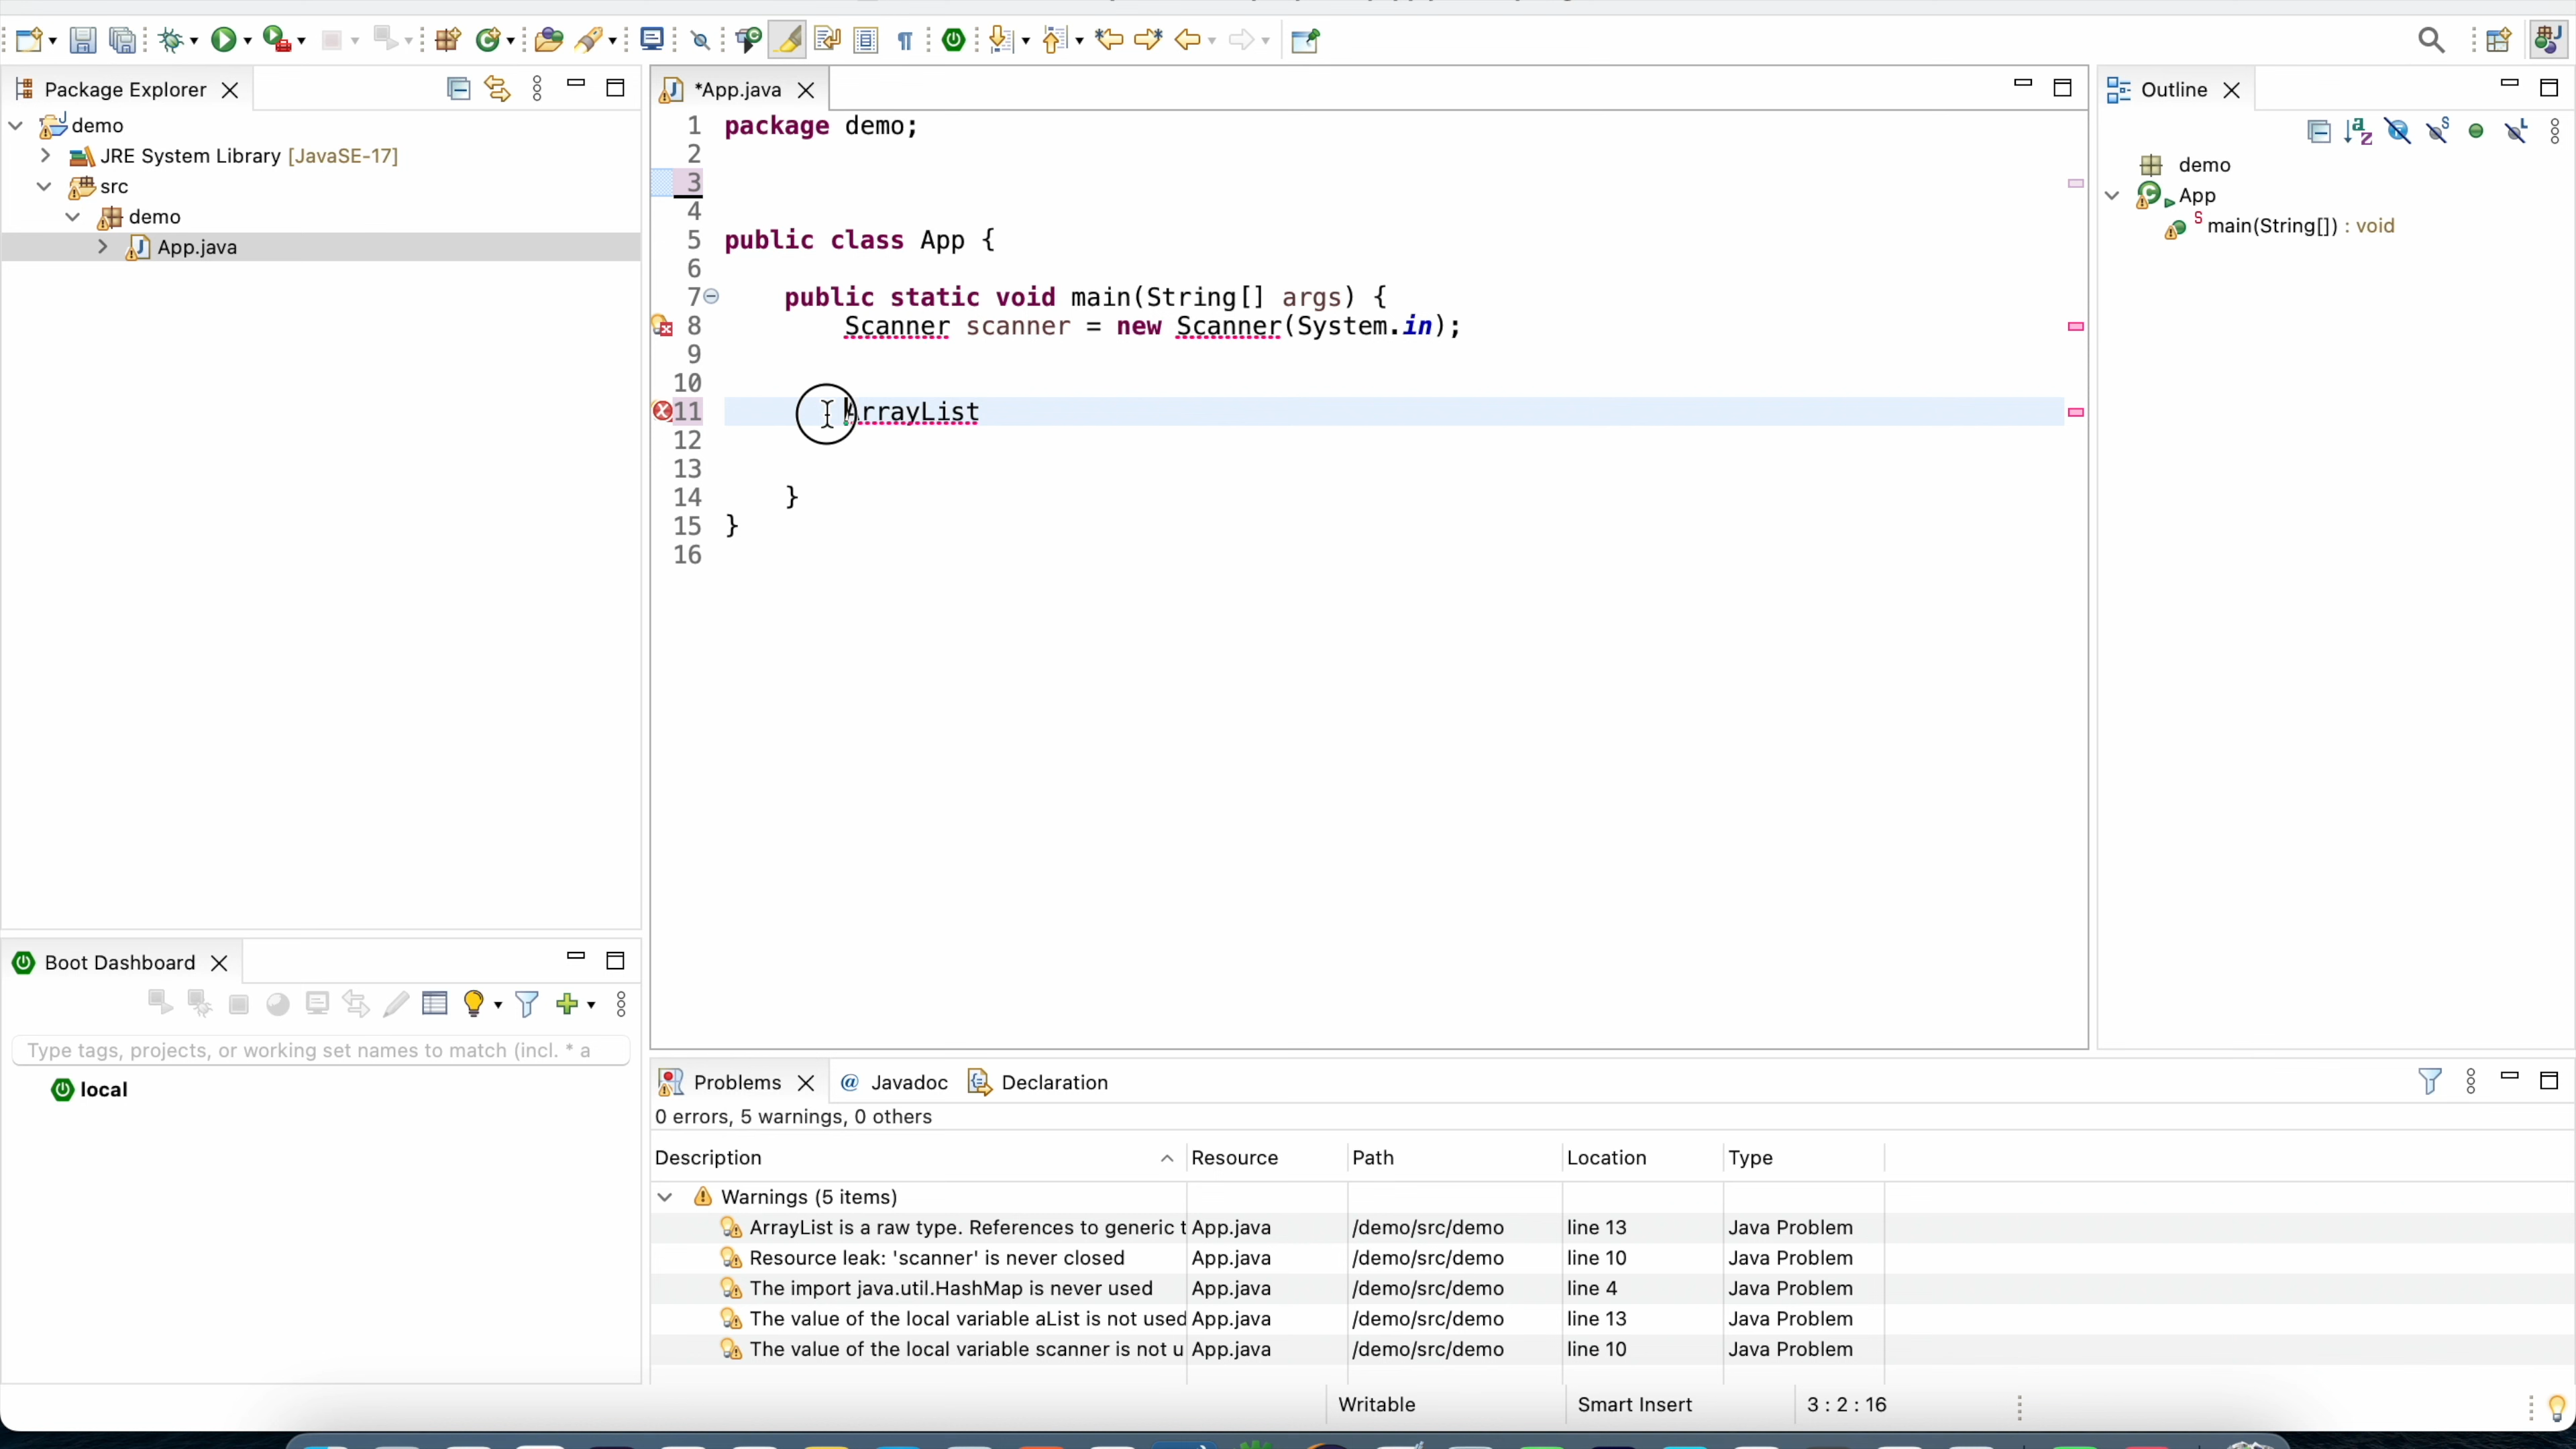 Package Explorer
demo
JRE System Library [JavaSE-17]
src
demo
App.java
*App.java
1 package demo;
2
3
4
5 public class App {
6
7 public static void main(String[] args) {
8 Scanner scanner = new Scanner(System.in);
9
10
11 ArrayList
12
13
14 }
15 }
16
Outline
demo
App
main(String[]) : void
Boot Dashboard
Type tags, projects, or working set names to match (incl. * a
local
Problems
Javadoc
Declaration
0 errors, 5 warnings, 0 others
Description Resource Path Location Type
Warnings (5 items)
ArrayList is a raw type. References to generic t App.java /demo/src/demo line 13 Java Problem
Resource leak: 'scanner' is never closed App.java /demo/src/demo line 10 Java Problem
The import java.util.HashMap is never used App.java /demo/src/demo line 4 Java Problem
The value of the local variable aList is not used App.java /demo/src/demo line 13 Java Problem
The value of the local variable scanner is not u App.java /demo/src/demo line 10 Java Problem
Writable Smart Insert 3 : 2 : 16